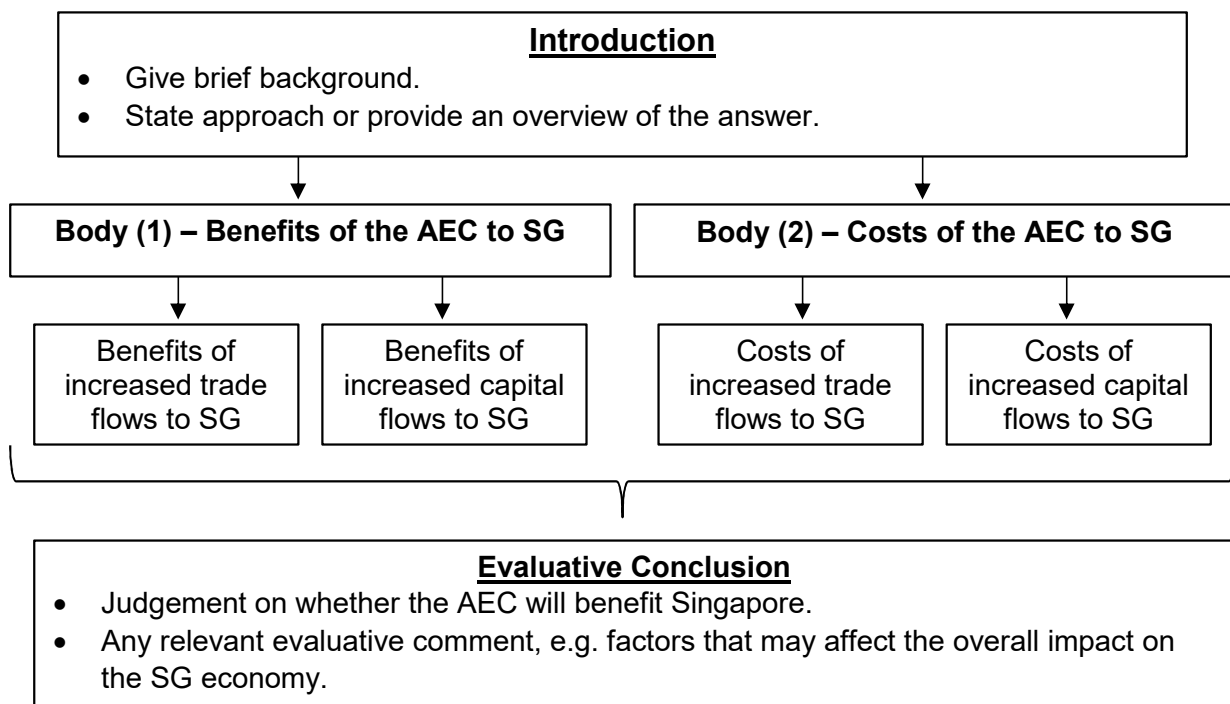 Introduction
• Give brief background.
• State approach or provide an overview of the answer.
Body (1) – Benefits of the AEC to SG
Body (2) – Costs of the AEC to SG
Benefits of
increased trade
flows to SG
Benefits of
increased capital
flows to SG
Costs of
increased trade
flows to SG
Costs of
increased capital
flows to SG
Evaluative Conclusion
• Judgement on whether the AEC will benefit Singapore.
• Any relevant evaluative comment, e.g. factors that may affect the overall impact on
the SG economy.